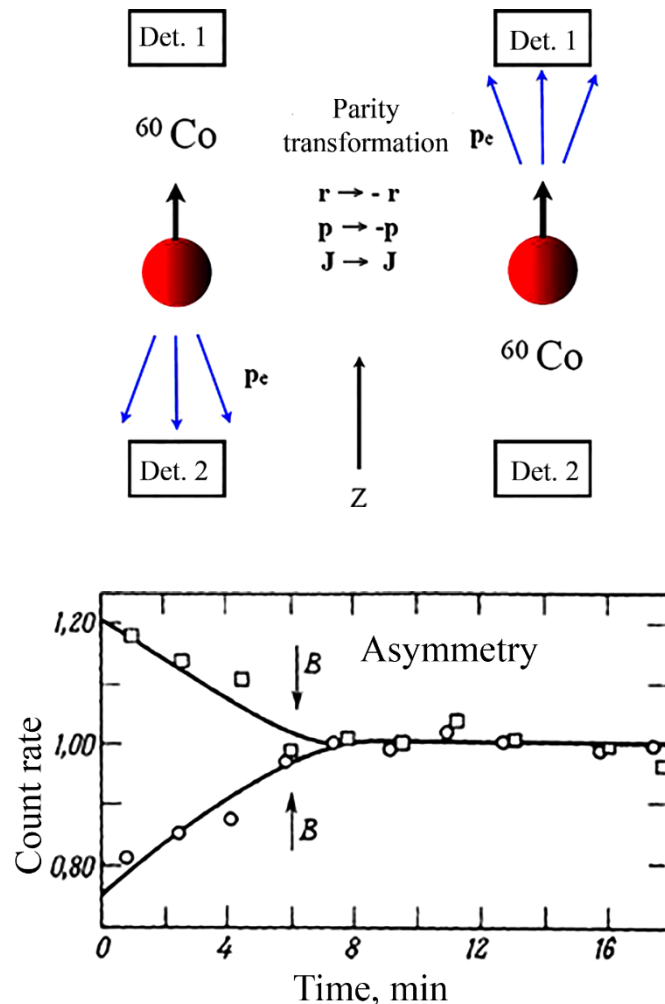 Det. 1
Det. 1
⁶⁰ Co
Parity
transformation
pₑ
r → - r
p → -p
J → J
pₑ
⁶⁰ Co
Det. 2
Det. 2
Z
1,20
Asymmetry
B
1,00
B
0,80
Count rate
0
4
8
12
16
Time, min